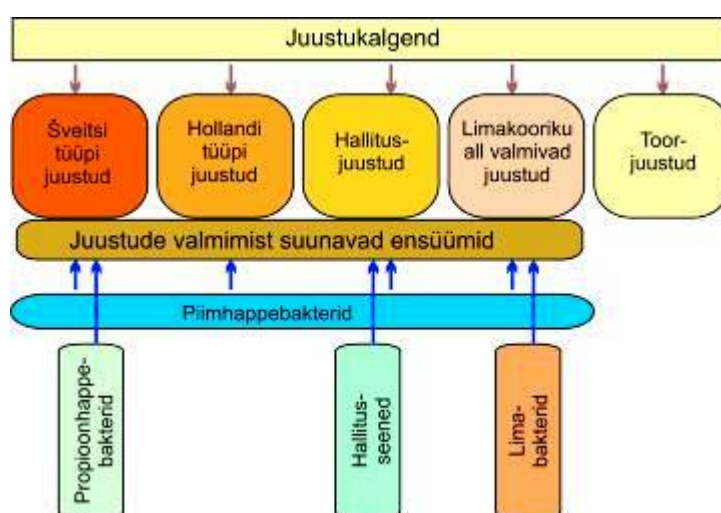 Juustukalgend
Šveitsi
tüüpi
juustud
Hollandi
tüüpi
juustud
Hallitus-
juustud
Limakooriku
all valmivad
juustud
Toor-
juustud
Juustude valmimist suunavad ensüümid
Piimhappebakterid
Propioonhappe-
bakterid
Hallitus-
seened
Lima-
bakterid